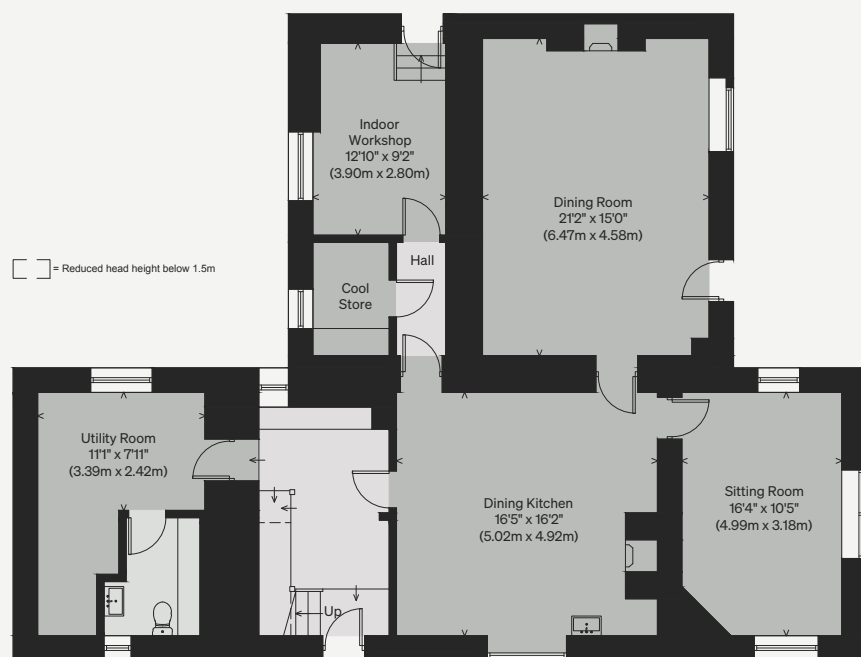 Indoor
Workshop
12'10" x 9'2"
(3.90m x 2.80m)
Dining Room
21'2" x 15'0"
(6.47m x 4.58m)
= Reduced head height below 1.5m
Hall
Cool
Store
Utility Room
11'1" x 7'11"
(3.39m x 2.42m)
Dining Kitchen
16'5" x 16'2"
(5.02m x 4.92m)
Sitting Room
16'4" x 10'5"
(4.99m x 3.18m)
Up